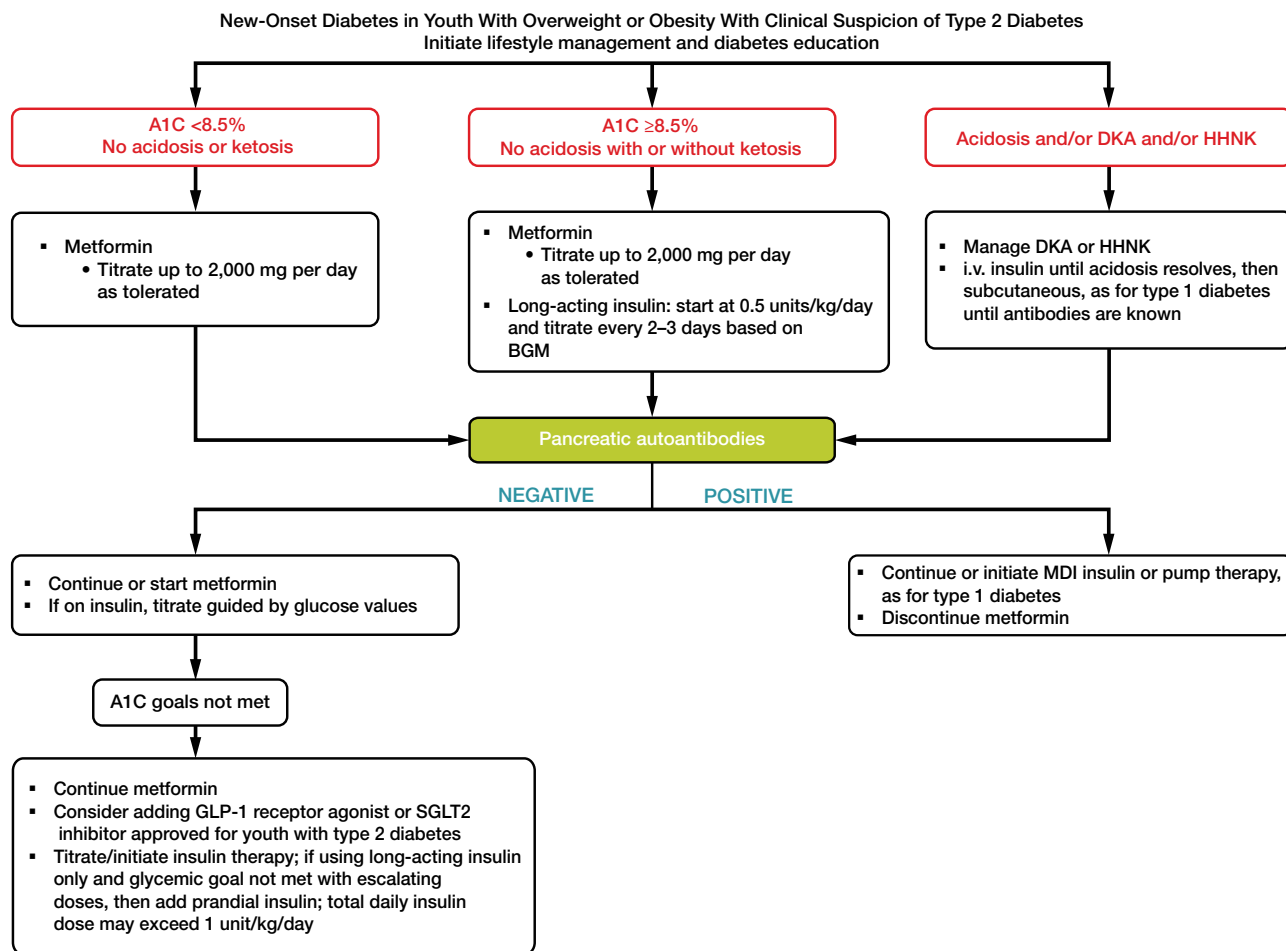 New-Onset Diabetes in Youth With Overweight or Obesity With Clinical Suspicion of Type 2 Diabetes
Initiate lifestyle management and diabetes education
A1C <8.5%
No acidosis or ketosis
A1C ≥8.5%
No acidosis with or without ketosis
Acidosis and/or DKA and/or HHNK
▪ Metformin
• Titrate up to 2,000 mg per day
as tolerated
▪ Metformin
• Titrate up to 2,000 mg per day
as tolerated
▪ Long-acting insulin: start at 0.5 units/kg/day
and titrate every 2–3 days based on
BGM
▪ Manage DKA or HHNK
▪ i.v. insulin until acidosis resolves, then
subcutaneous, as for type 1 diabetes
until antibodies are known
Pancreatic autoantibodies
NEGATIVE
POSITIVE
▪ Continue or start metformin
▪ If on insulin, titrate guided by glucose values
▪ Continue or initiate MDI insulin or pump therapy,
as for type 1 diabetes
▪ Discontinue metformin
A1C goals not met
▪ Continue metformin
▪ Consider adding GLP-1 receptor agonist or SGLT2
inhibitor approved for youth with type 2 diabetes
▪ Titrate/initiate insulin therapy; if using long-acting insulin
only and glycemic goal not met with escalating
doses, then add prandial insulin; total daily insulin
dose may exceed 1 unit/kg/day